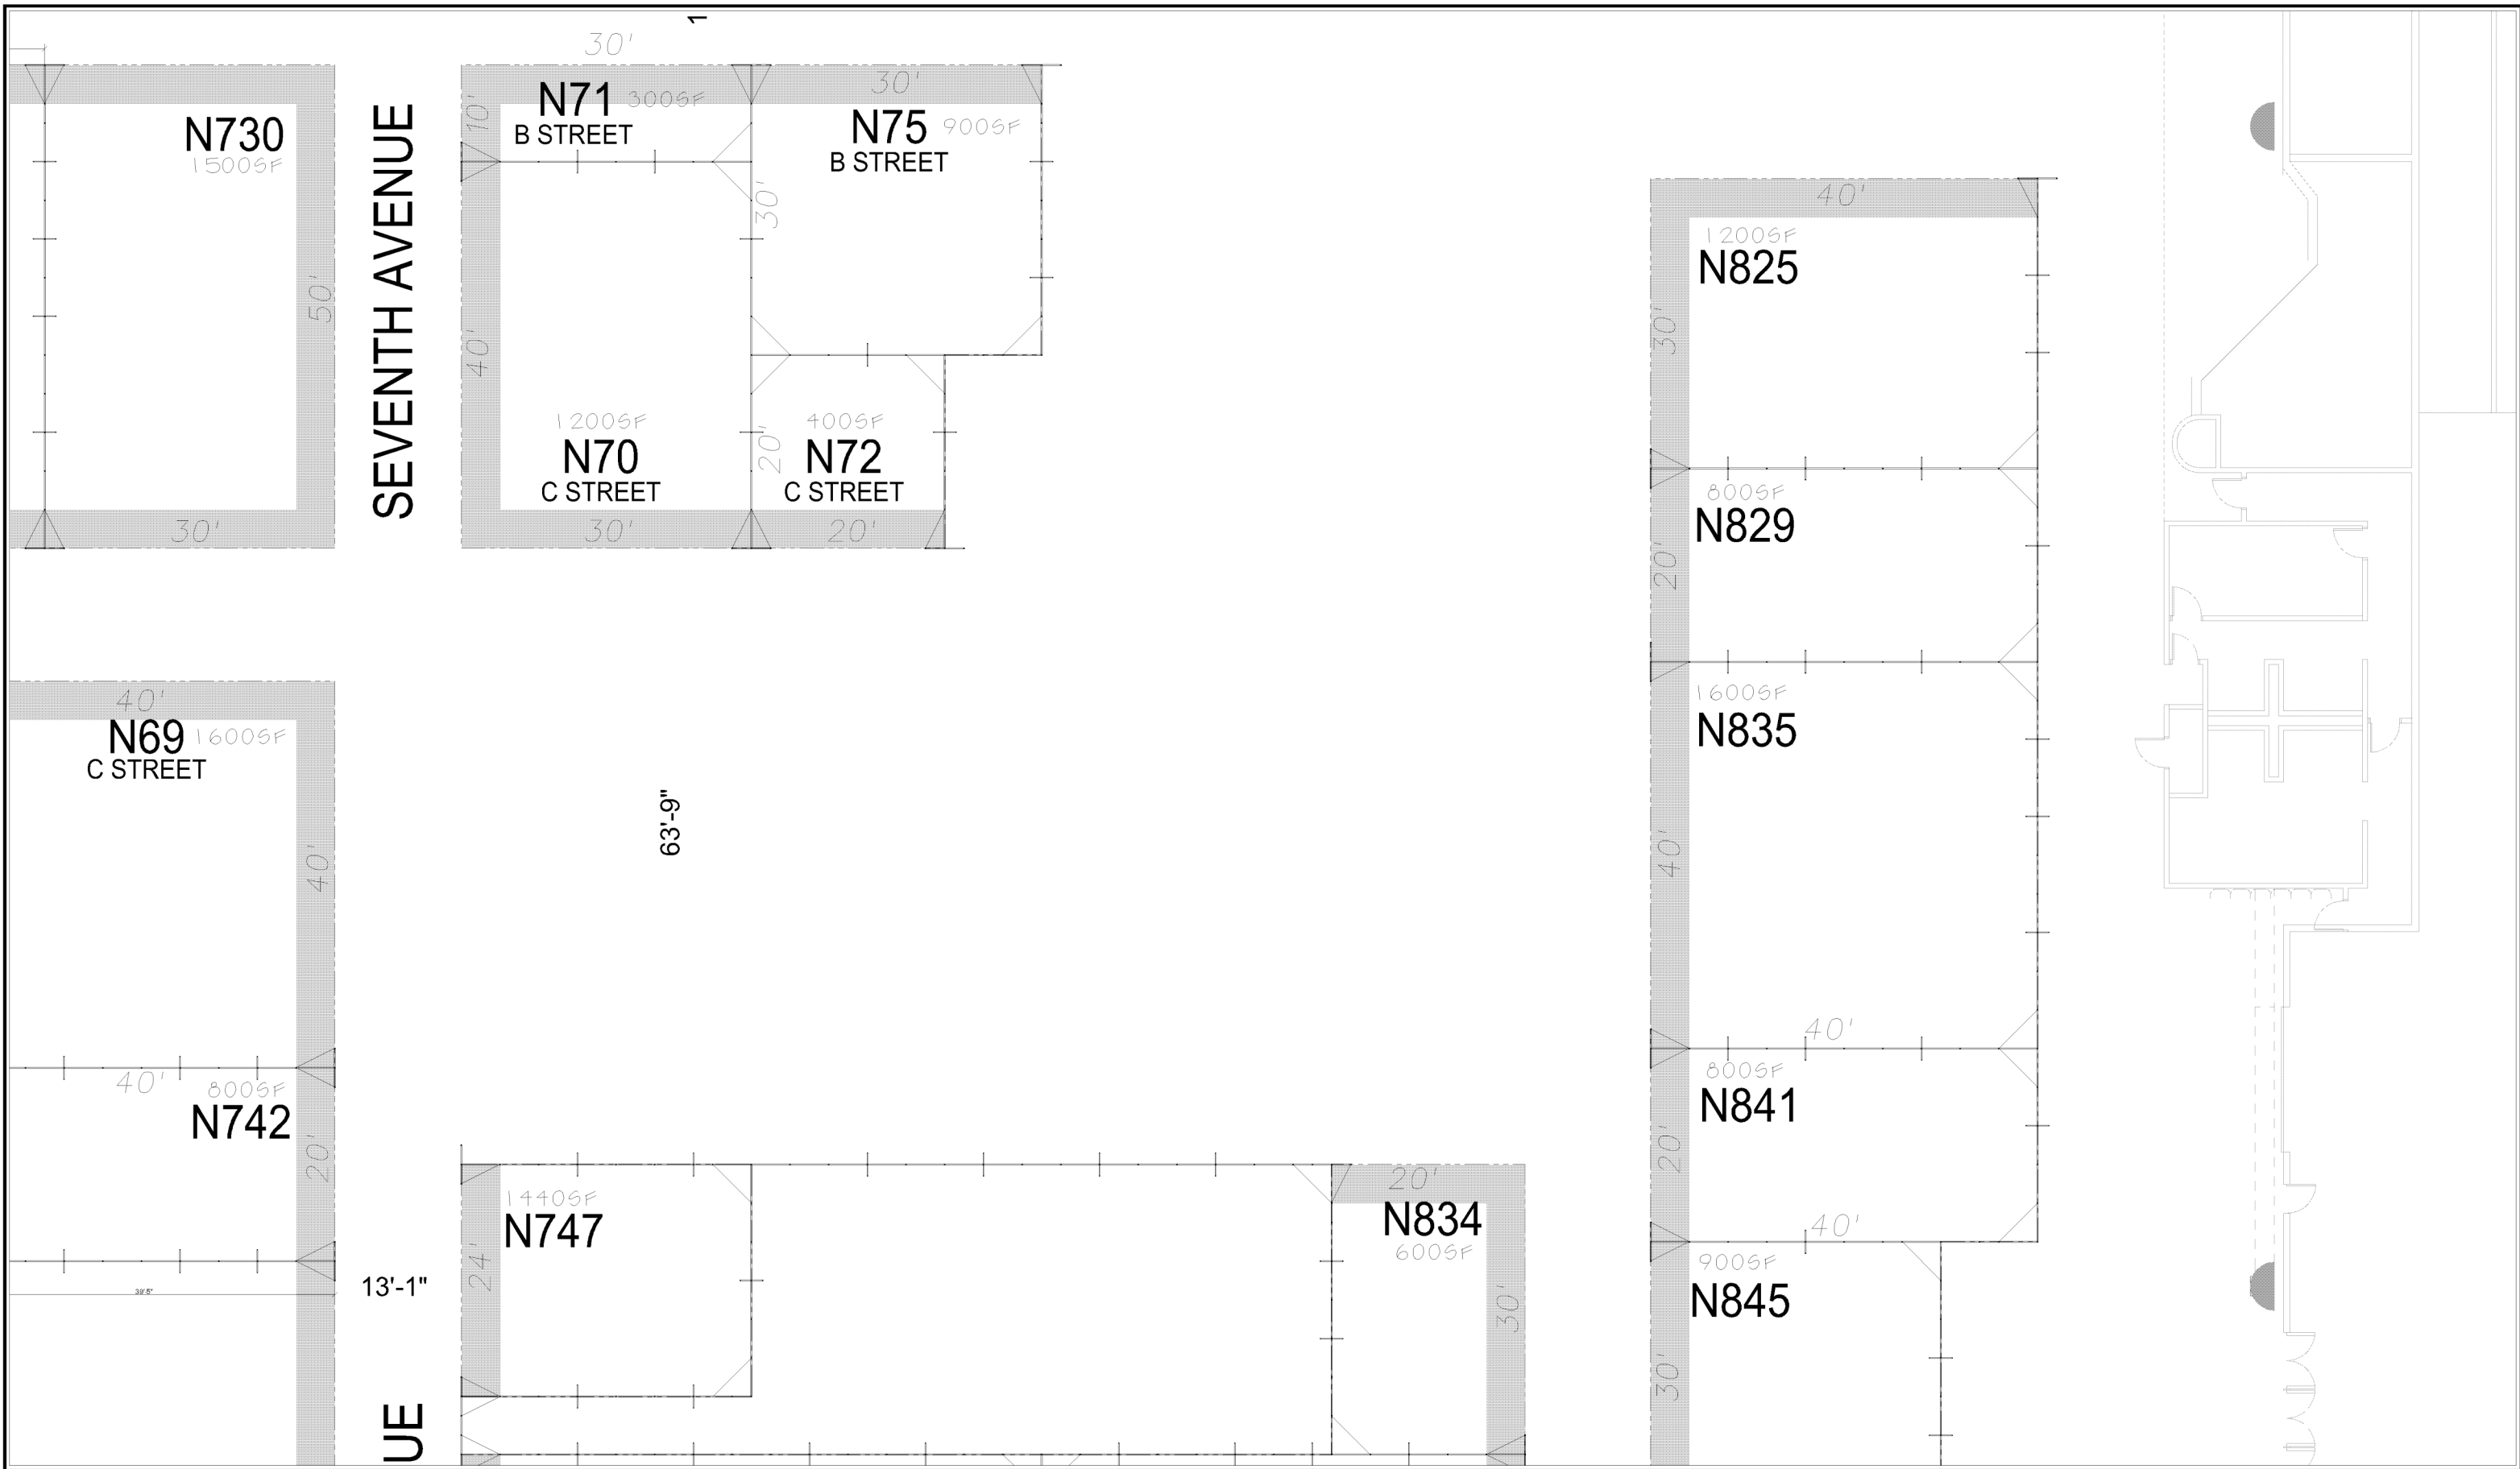 1
30'
30'
10'
N71
300SF
B STREET
N75
900SF
B STREET
N730
1500SF
SEVENTH AVENUE
50'
40'
30'
1200SF
N70
C STREET
400SF
N72
C STREET
20'
30'
30'
20'
40'
1200SF
N825
30'
800SF
N829
20'
1600SF
N835
40'
40'
40'
N69
1600SF
C STREET
40'
63'-9"
40'
800SF
N742
20'
800SF
N841
20'
40'
1440SF
N747
24'
20'
N834
600SF
30'
900SF
N845
30'
13'-1"
UE